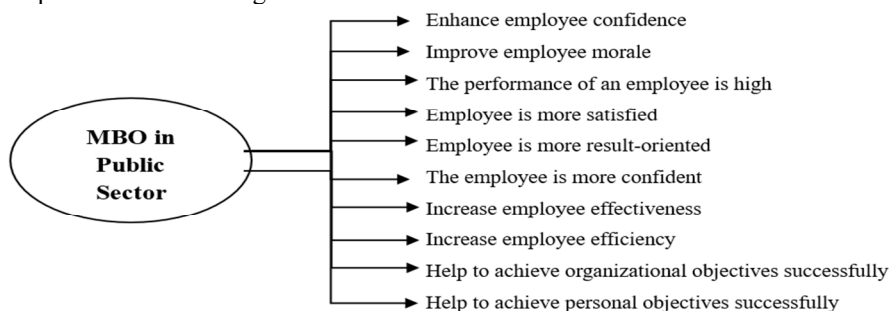 Enhance employee confidence
Improve employee morale
The performance of an employee is high
Employee is more satisfied
Employee is more result-oriented
The employee is more confident
Increase employee effectiveness
Increase employee efficiency
Help to achieve organizational objectives successfully
Help to achieve personal objectives successfully
MBO in
Public
Sector